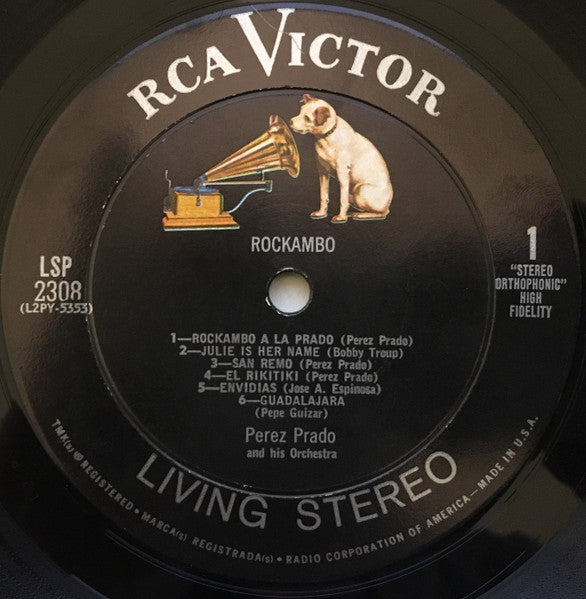 RCA VICTOR
ROCKAMBO
LSP
2308
(L2PY-5353)
1
"STEREO
ORTHOPHONIC"
HIGH
FIDELITY
1—ROCKAMBO A LA PRADO (Perez Prado)
2—JULIE IS HER NAME (Bobby Troup)
3—SAN REMO (Perez Prado)
4—EL RIKITIKI (Perez Prado)
5—ENVIDIAS (Jose A. Espinosa)
6—GUADALAJARA
(Pepe Guizar)
Perez Prado
and his Orchestra
LIVING STEREO
TMK(s) ® REGISTERED • MARCA(s) REGISTRADA(s) • RADIO CORPORATION OF AMERICA—MADE IN U.S.A.